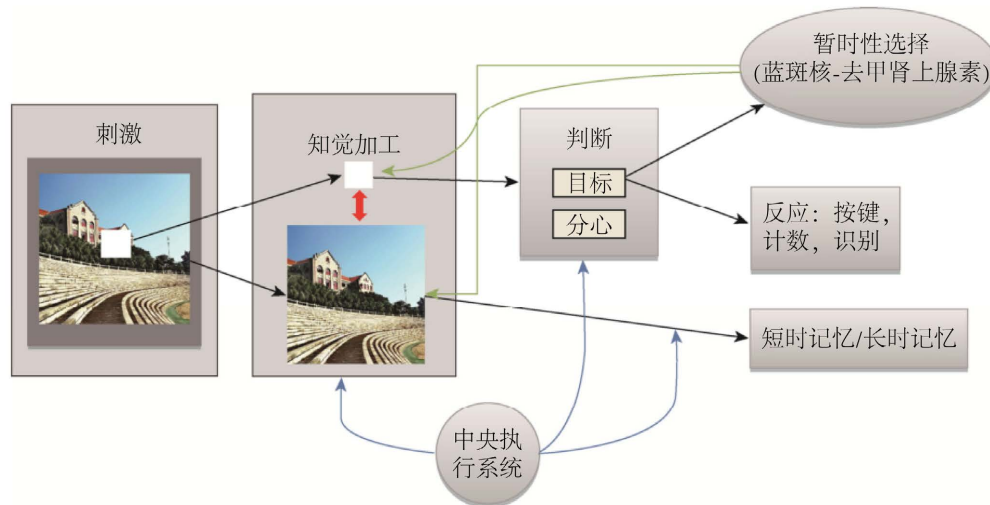 暂时性选择
(蓝斑核-去甲肾上腺素)
刺激
知觉加工
判断
目标
分心
反应：按键，
计数，识别
短时记忆/长时记忆
中央执
行系统